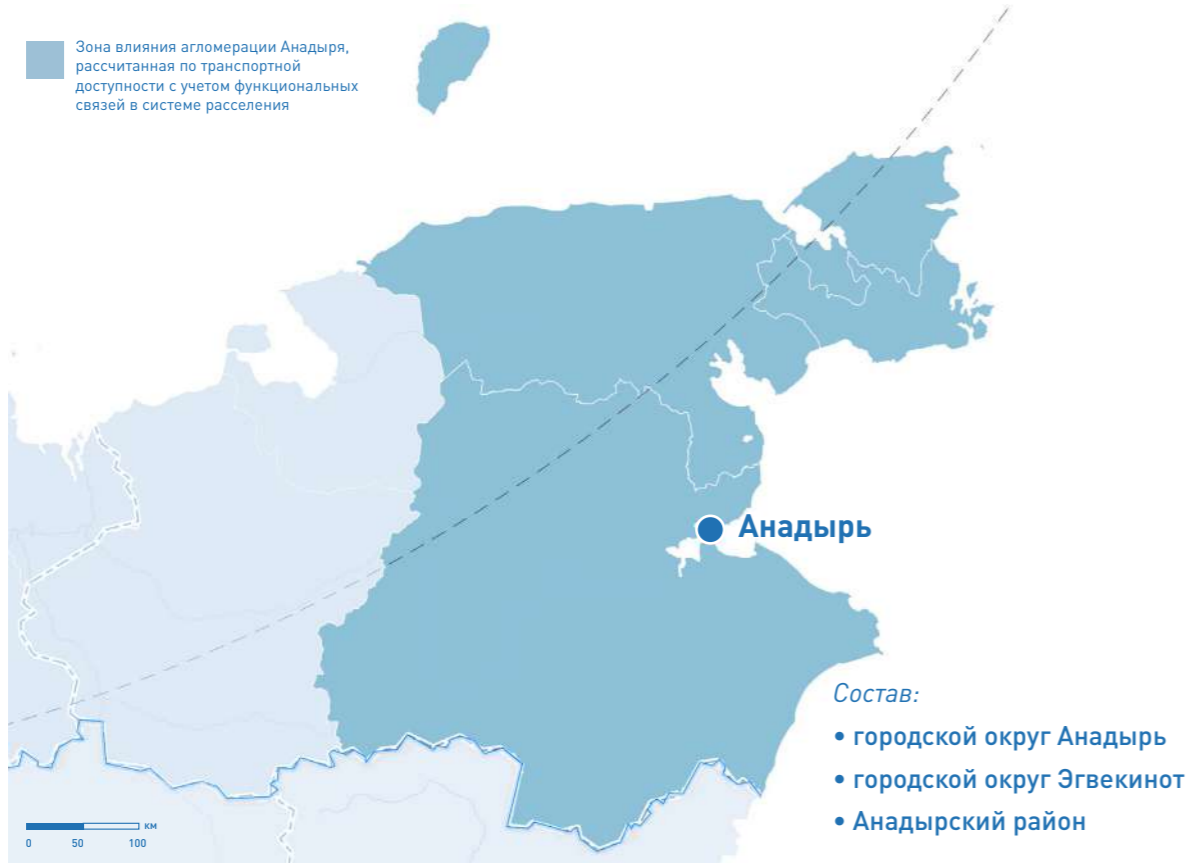 Зона влияния агломерации Анадыря,
рассчитанная по транспортной
доступности с учетом функциональных
связей в системе расселения
Анадырь
Состав:
• городской округ Анадырь
• городской округ Эгвекинот
• Анадырский район
км
0 50 100